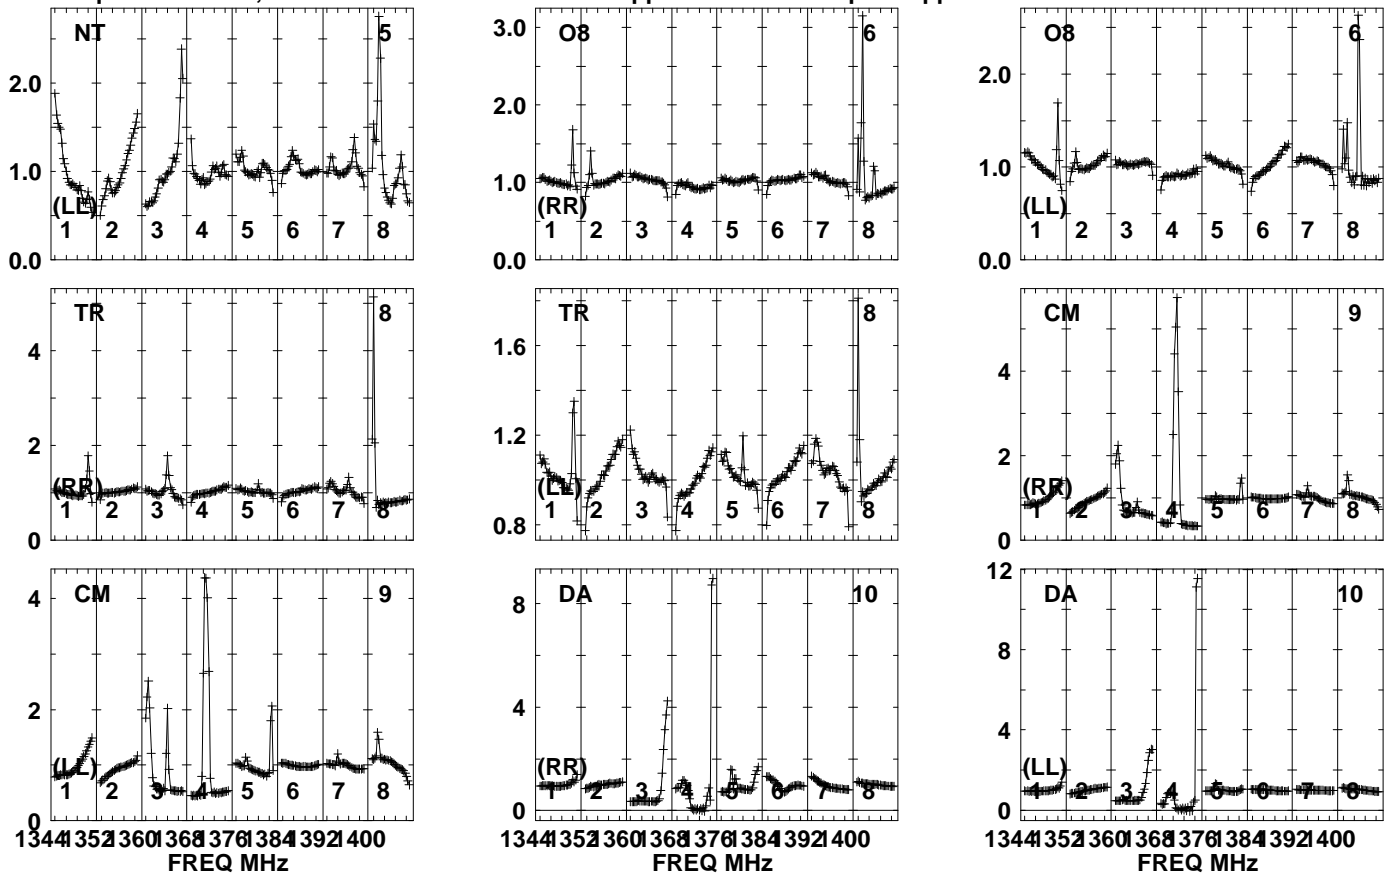 NT 5
2.0
1.0
0.0
(LL)
1 2 3 4 5 6 7 8
O8 6
3.0
2.0
1.0
0.0
(RR)
1 2 3 4 5 6 7 8
O8 6
2.0
1.0
0.0
(LL)
1 2 3 4 5 6 7 8
TR 8
4
2
0
(RR)
1 2 3 4 5 6 7 8
TR 8
1.6
1.2
0.8
(LL)
1 2 3 4 5 6 7 8
CM 9
4
2
0
(RR)
1 2 3 4 5 6 7 8
CM 9
4
2
0
(LL)
1 2 3 4 5 6 7 8
1344 1352 1360 1368 1376 1384 1392 1400
FREQ MHz
DA 10
8
4
0
(RR)
1 2 3 4 5 6 7 8
1344 1352 1360 1368 1376 1384 1392 1400
FREQ MHz
DA 10
12
8
4
0
(LL)
1 2 3 4 5 6 7 8
1344 1352 1360 1368 1376 1384 1392 1400
FREQ MHz